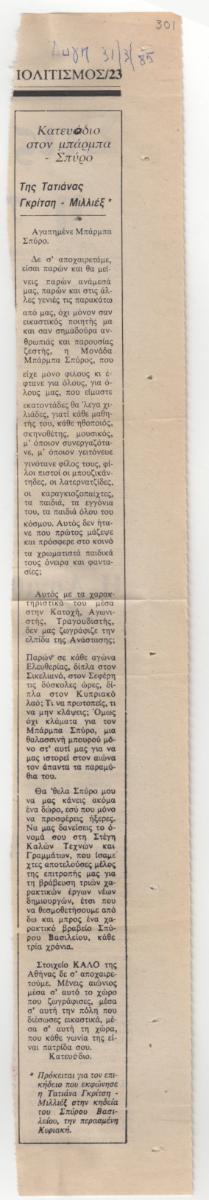 301
Αυγή 31/3/85
ΠΟΛΙΤΙΣΜΟΣ/23
Κατευόδιο
στον μπάρμπα
- Σπύρο
Της Τατιάνας
Γκρίτση - Μιλλιέξ *
Αγαπημένε Μπάρμπα
Σπύρο.
Δε σ' αποχαιρετάμε,
είσαι παρών και θα μεί-
νεις παρών ανάμεσά
μας, παρών και στις άλ-
λες γενιές τις παρακάτω
από μας, όχι μόνον σαν
εικαστικός ποιητής μα
και σαν σημαδούρα αν-
θρωπιάς και παρουσίας
ζεστής, η Μονάδα
Μπάρμπα Σπύρος, που
είχε μόνο φίλους κι έ-
φτανε για όλους, για ό-
λους μας, που είμαστε
εκατοντάδες θα 'λεγα χι-
λιάδες, γιατί κάθε μαθη-
τής του, κάθε ηθοποιός,
σκηνοθέτης, μουσικός,
μ' όποιον συνεργαζότα-
νε, μ' όποιον γειτόνευε
γινότανε φίλος τους, φί-
λοι πιστοί οι μπουζικάν-
τηδες, οι λατερνατζίδες,
οι καραγκιοζοπαίχτες,
τα παιδιά, τα εγγόνια
του, τα παιδιά όλου του
κόσμου. Αυτός δεν ήτα-
νε που πρώτος μάζεψε
και πρόσφερε στο κοινό
τα χρωματιστά παιδικά
τους όνειρα και φαντα-
σίες;
Αυτός με τα χαρακ-
τηριστικά του μέσα
στην Κατοχή, Αγωνι-
στής, Τραγουδιστής,
δεν μας ζωγράφιζε την
ελπίδα της Ανάστασης;
Παρών σε κάθε αγώνα
Ελευθερίας, δίπλα στον
Σικελιανό, στον Σεφέρη
τις δύσκολες ώρες, δίπ-
λα στον Κυπριακό
λαό; Τι να πρωτοπείς, τι
να μην κλάψεις; Όμως
όχι κλάματα για τον
Μπάρμπα Σπύρο, μια
θαλασσινή μπουρού μό-
νο στ' αυτί μας για να
μας ιστορεί στον αιώνα
τον άπαντα τα παραμύ-
θια του.
Θα 'θελα Σπύρο μου
να μας κάνεις ακόμα
ένα δώρο, εσύ που μόνο
να προσφέρεις ήξερες.
Να μας δανείσεις το ό-
νομά σου στη Στέγη
Καλών Τεχνών και
Γραμμάτων, που ίσαμ'
χτες αποτελούσες μέλος
της επιτροπής μας για
τη βράβευση τριών χα-
ρακτικών έργων νέων
δημιουργών, έτσι που
να θεσμοθετήσουμε από
δω και μπρος ένα χα-
ρακτικό βραβείο Σπύ-
ρου Βασιλείου, κάθε
τρία χρόνια.
Στοιχείο ΚΑΛΟ της
Αθήνας δε σ' αποχαιρε-
τούμε. Μένεις αιώνιος
μέσα σ' αυτό το χώρο
που ζωγράφισες, μέσα
σ' αυτή την πόλη που
διέσωσες εικαστικά, μέ-
σα σ' αυτή τη χώρα,
που κάθε γωνία της εί-
ναι πατρίδα σου.
Κατευόδιο.
* Πρόκειται για τον επι-
κήδειο που εκφώνησε
η Τατιάνα Γκρίτση -
Μιλλιέξ στην κηδεία
του Σπύρου Βασι-
λείου, την περασμένη
Κυριακή.